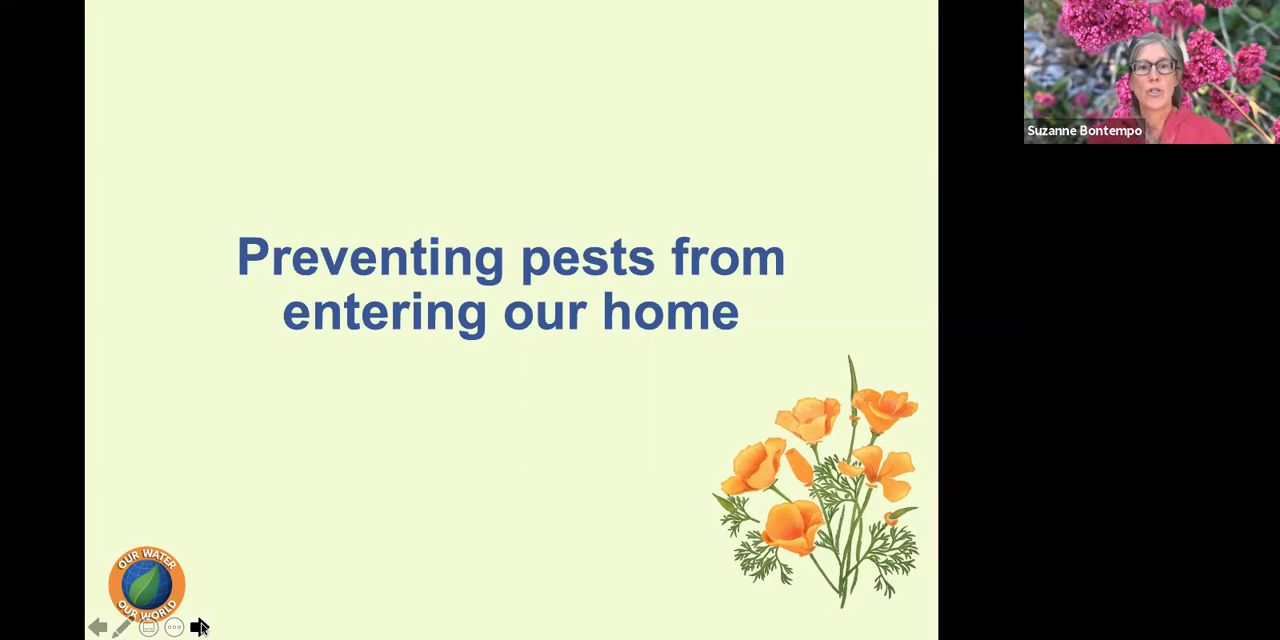 Preventing pests from
entering our home
Suzanne Bontempo
OUR WATER
OUR WORLD